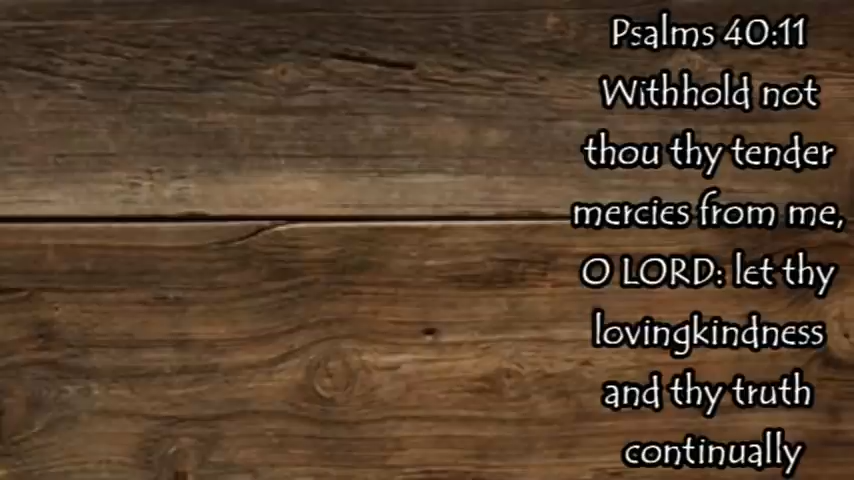 Psalms 40:11
Withhold not
thou thy tender
mercies from me,
O LORD: let thy
lovingkindness
and thy truth
continually